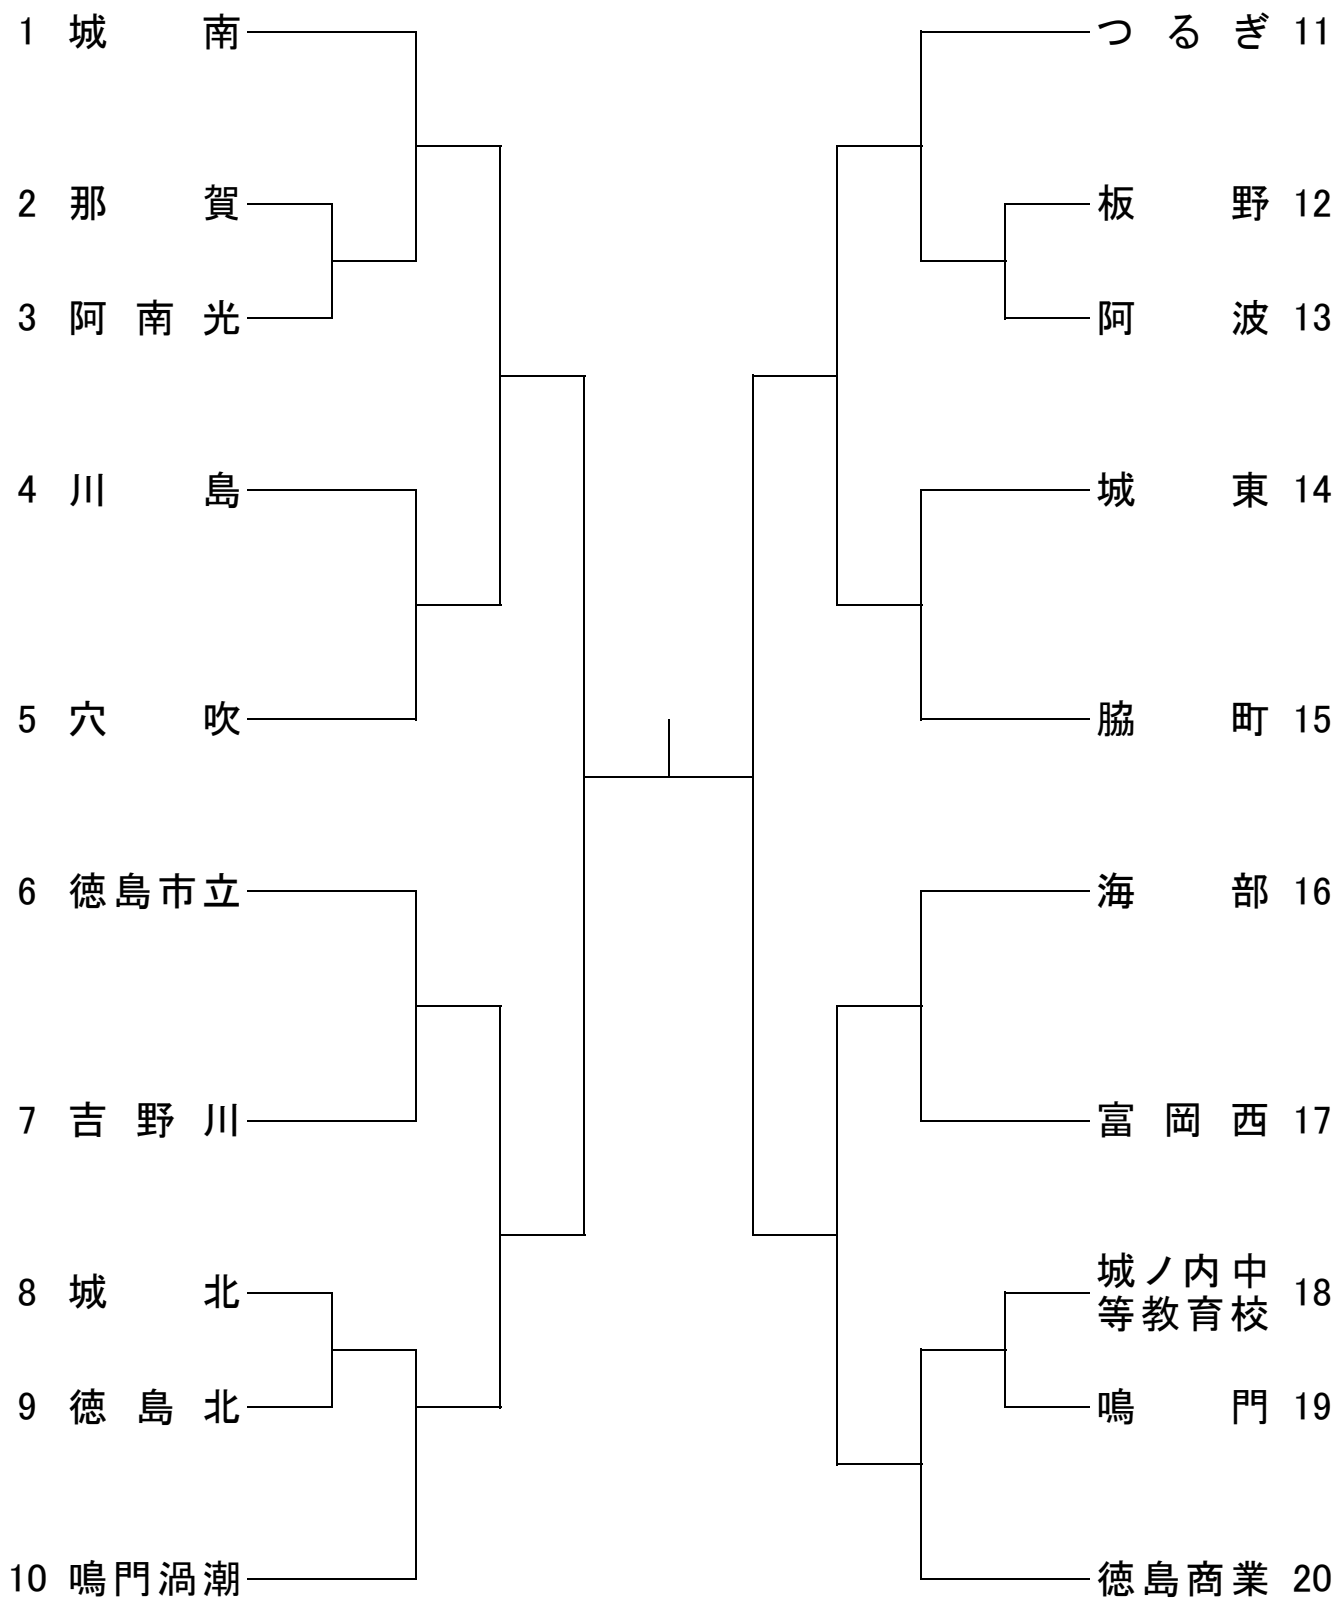 1 城南
2 那賀
3 阿南光
4 川島
5 穴吹
6 徳島市立
7 吉野川
8 城北
9 徳島北
10 鳴門渦潮
つるぎ 11
板野 12
阿波 13
城東 14
脇町 15
海部 16
富岡西 17
城ノ内中
等教育校 18
鳴門 19
徳島商業 20